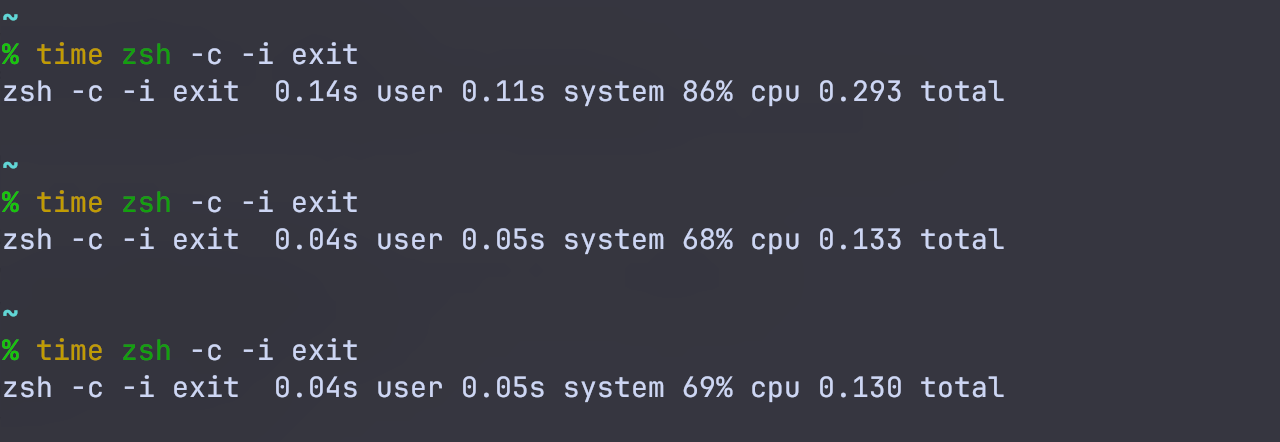 ~
% time zsh -c -i exit
zsh -c -i exit  0.14s user 0.11s system 86% cpu 0.293 total
~
% time zsh -c -i exit
zsh -c -i exit  0.04s user 0.05s system 68% cpu 0.133 total
~
% time zsh -c -i exit
zsh -c -i exit  0.04s user 0.05s system 69% cpu 0.130 total